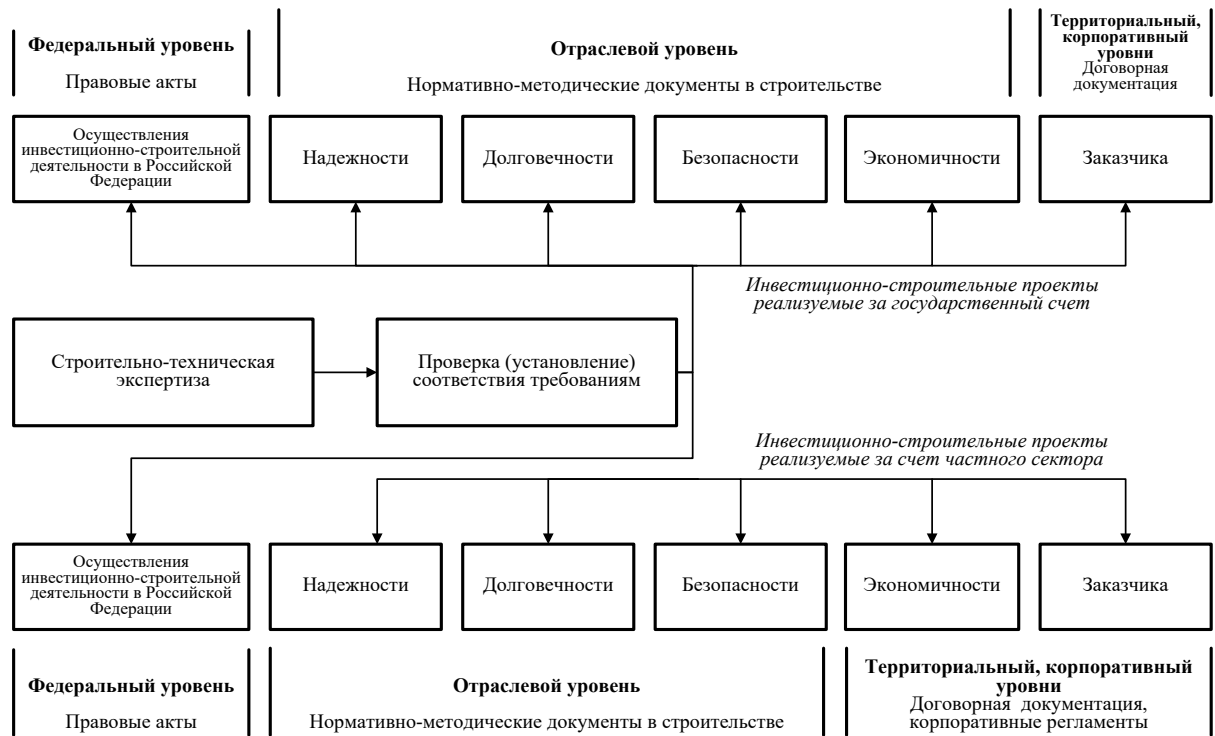 Федеральный уровень
Правовые акты
Отраслевой уровень
Нормативно-методические документы в строительстве
Территориальный,
корпоративный
уровни
Договорная
документация
Осуществления
инвестиционно-строительной
деятельности в Российской
Федерации
Надежности
Долговечности
Безопасности
Экономичности
Заказчика
Инвестиционно-строительные проекты
реализуемые за государственный счет
Строительно-техническая
экспертиза
Проверка (установление)
соответствия требованиям
Инвестиционно-строительные проекты
реализуемые за счет частного сектора
Осуществления
инвестиционно-строительной
деятельности в Российской
Федерации
Надежности
Долговечности
Безопасности
Экономичности
Заказчика
Федеральный уровень
Правовые акты
Отраслевой уровень
Нормативно-методические документы в строительстве
Территориальный, корпоративный
уровни
Договорная документация,
корпоративные регламенты